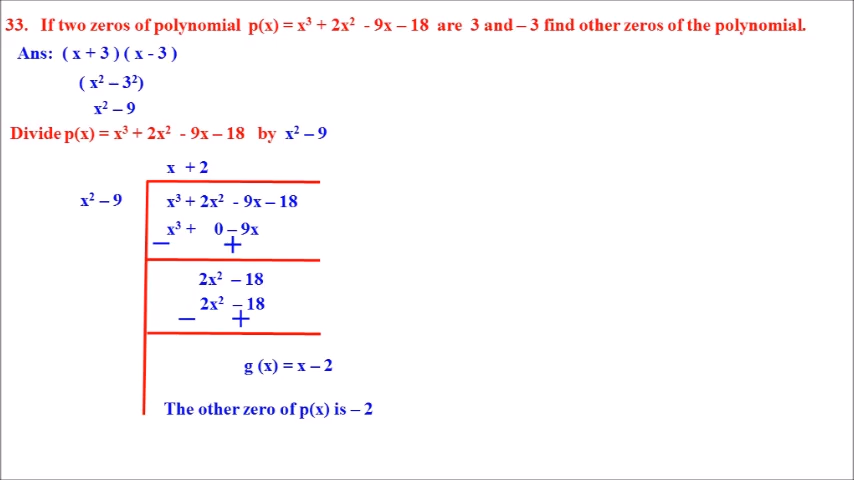 33. If two zeros of polynomial p(x) = x³ + 2x² - 9x – 18 are 3 and – 3 find other zeros of the polynomial.
Ans: ( x + 3 ) ( x - 3 )
( x² – 3²)
x² – 9
Divide p(x) = x³ + 2x² - 9x – 18 by x² – 9
x + 2
x² – 9 x³ + 2x² - 9x – 18
x³ + 0 – 9x
– +
2x² – 18
2x² – 18
– +
g (x) = x – 2
The other zero of p(x) is – 2